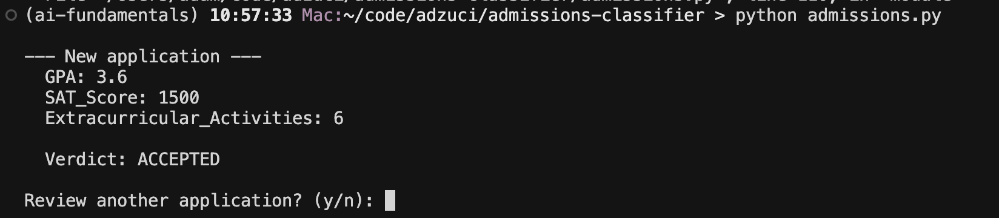 (ai-fundamentals) 10:57:33 Mac:~/code/adzuci/admissions-classifier > python admissions.py
--- New application ---
GPA: 3.6
SAT_Score: 1500
Extracurricular_Activities: 6
Verdict: ACCEPTED
Review another application? (y/n):